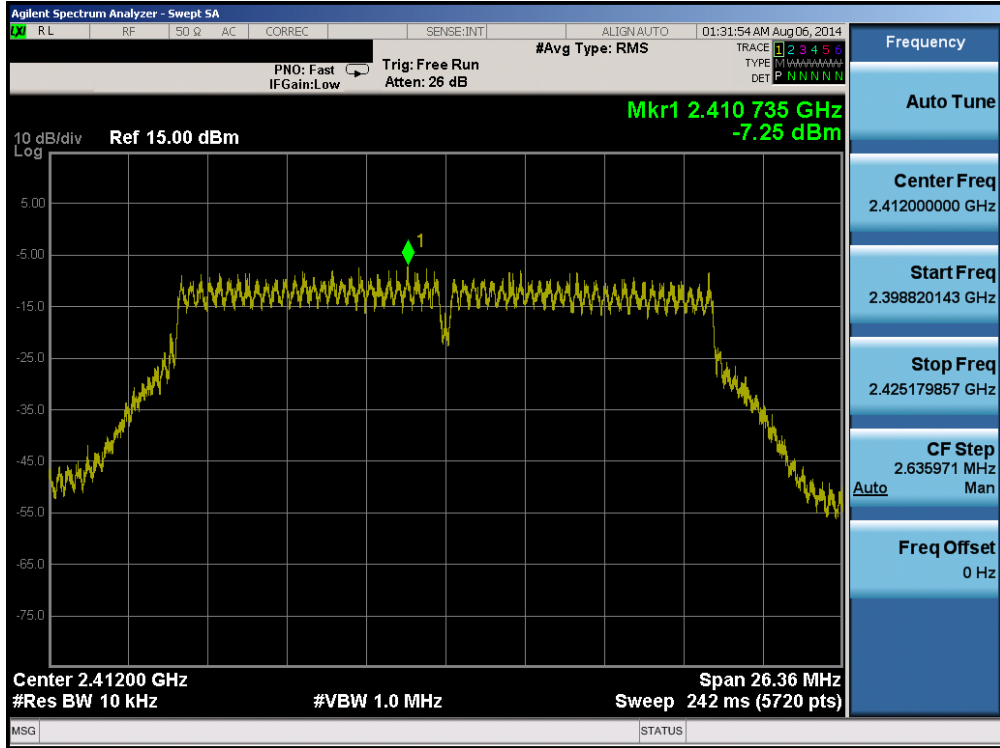 Agilent Spectrum Analyzer - Swept SA
LXI RL RF 50 Ω AC CORREC SENSE:INT ALIGN AUTO 01:31:54 AM Aug 06, 2014
#Avg Type: RMS TRACE 1 2 3 4 5 6
PNO: Fast Trig: Free Run TYPE M WWWWW
IFGain:Low Atten: 26 dB DET P N N N N N
Mkr1 2.410 735 GHz
-7.25 dBm
10 dB/div Ref 15.00 dBm
Log
1
5.00
-5.00
-15.0
-25.0
-35.0
-45.0
-55.0
-65.0
-75.0
Center 2.41200 GHz Span 26.36 MHz
#Res BW 10 kHz #VBW 1.0 MHz Sweep 242 ms (5720 pts)
MSG STATUS
Frequency
Auto Tune
Center Freq
2.412000000 GHz
Start Freq
2.398820143 GHz
Stop Freq
2.425179857 GHz
CF Step
2.635971 MHz
Auto Man
Freq Offset
0 Hz